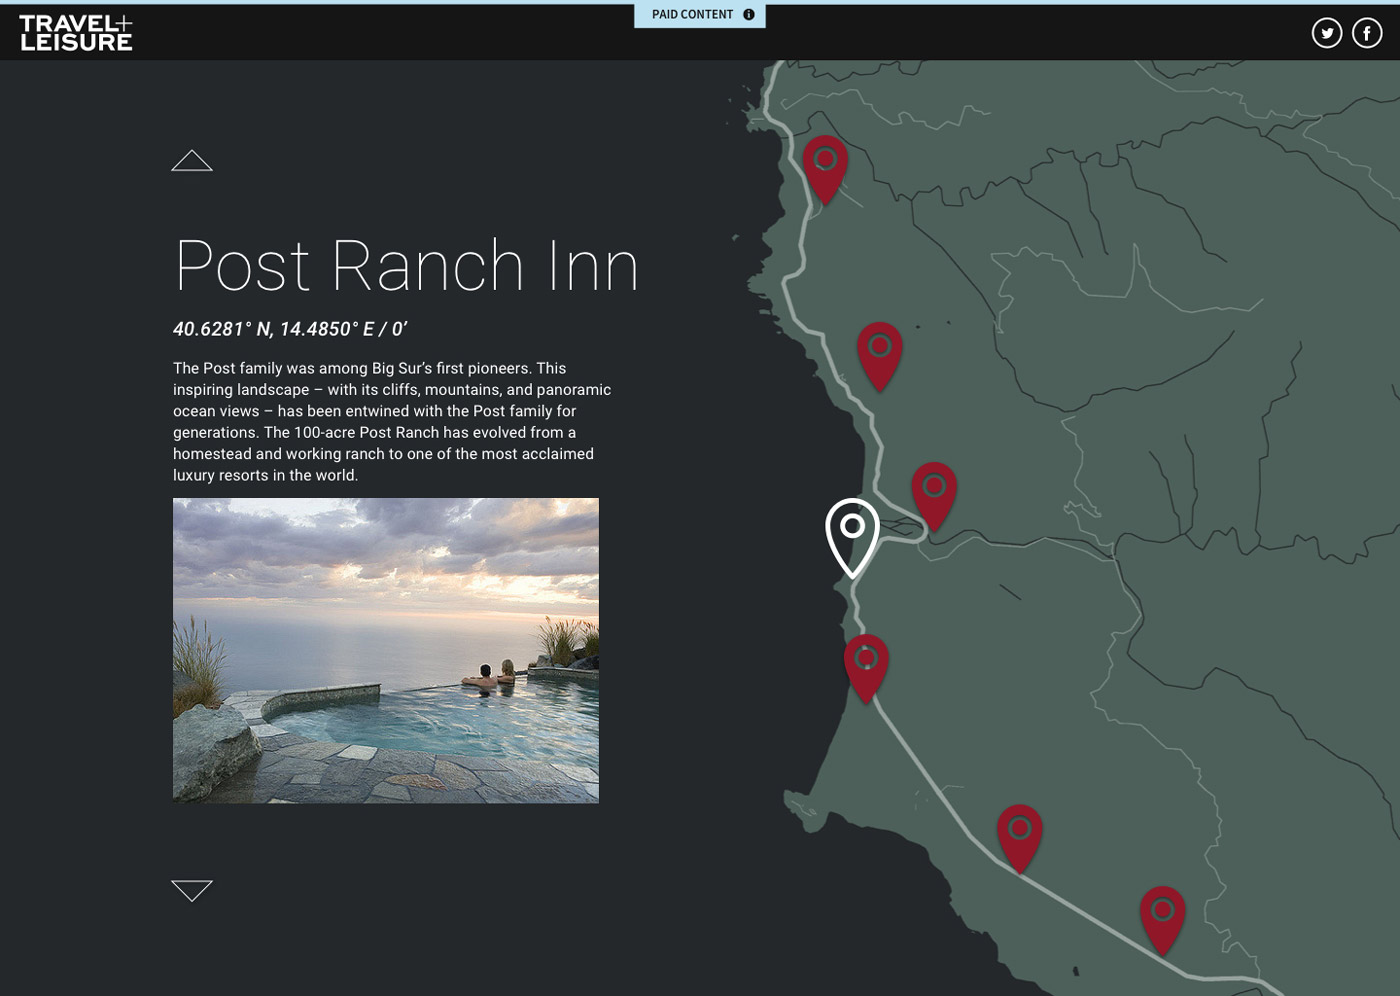 PAID CONTENT
TRAVEL+
LEISURE
Post Ranch Inn
40.6281° N, 14.4850° E / 0’
The Post family was among Big Sur’s first pioneers. This
inspiring landscape – with its cliffs, mountains, and panoramic
ocean views – has been entwined with the Post family for
generations. The 100-acre Post Ranch has evolved from a
homestead and working ranch to one of the most acclaimed
luxury resorts in the world.